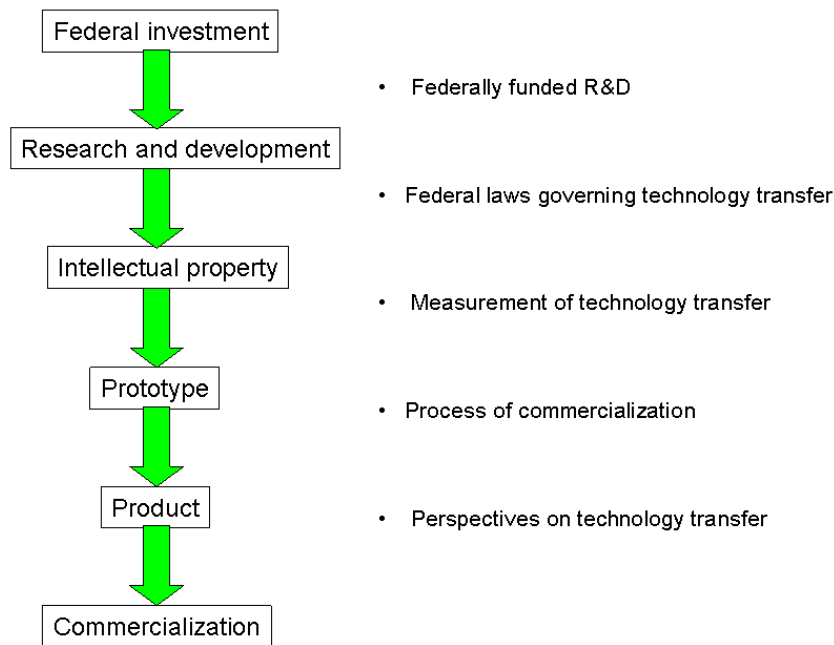 Federal investment
• Federally funded R&D
Research and development
• Federal laws governing technology transfer
Intellectual property
• Measurement of technology transfer
Prototype
• Process of commercialization
Product
• Perspectives on technology transfer
Commercialization